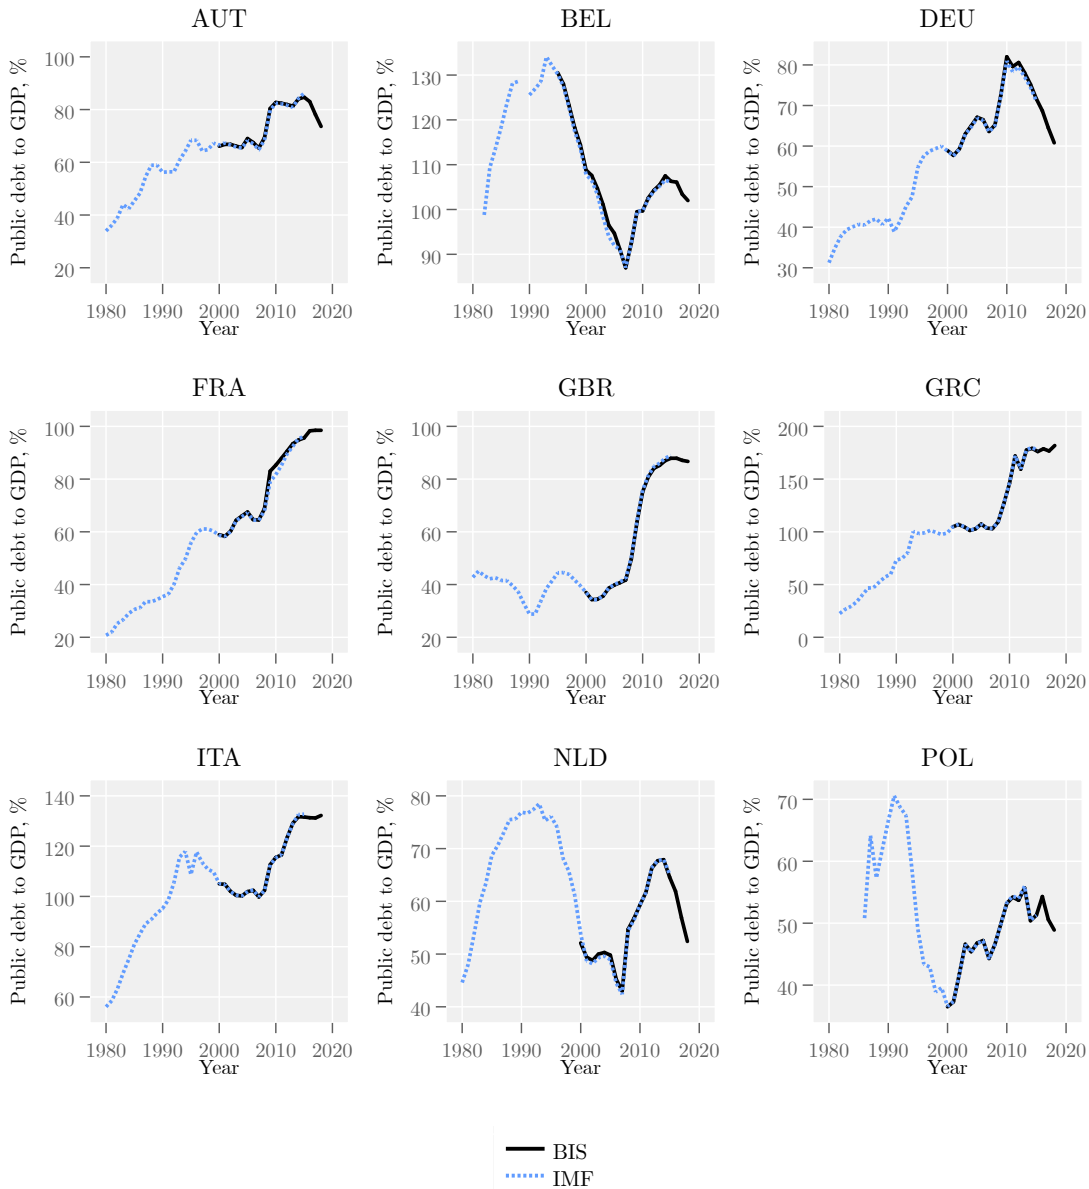 AUT
BEL
DEU
Public debt to GDP, %
100
80
60
40
20
1980 1990 2000 2010 2020
Year
Public debt to GDP, %
130
120
110
100
90
1980 1990 2000 2010 2020
Year
Public debt to GDP, %
80
70
60
50
40
30
1980 1990 2000 2010 2020
Year
FRA
GBR
GRC
Public debt to GDP, %
100
80
60
40
20
1980 1990 2000 2010 2020
Year
Public debt to GDP, %
100
80
60
40
20
1980 1990 2000 2010 2020
Year
Public debt to GDP, %
200
150
100
50
0
1980 1990 2000 2010 2020
Year
ITA
NLD
POL
Public debt to GDP, %
140
120
100
80
60
1980 1990 2000 2010 2020
Year
Public debt to GDP, %
80
70
60
50
40
1980 1990 2000 2010 2020
Year
Public debt to GDP, %
70
60
50
40
1980 1990 2000 2010 2020
Year
BIS
IMF